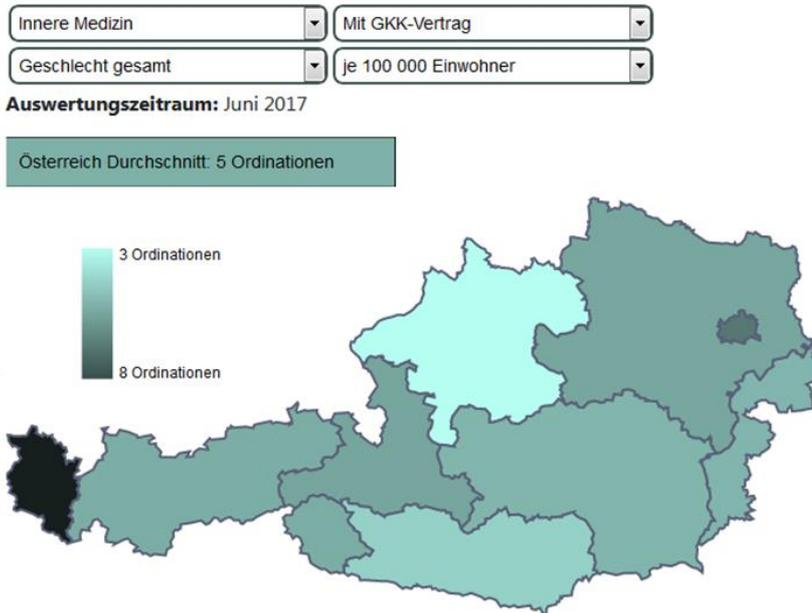 Innere Medizin
Mit GKK-Vertrag
Geschlecht gesamt
je 100 000 Einwohner
Auswertungszeitraum: Juni 2017
Österreich Durchschnitt: 5 Ordinationen
3 Ordinationen
8 Ordinationen